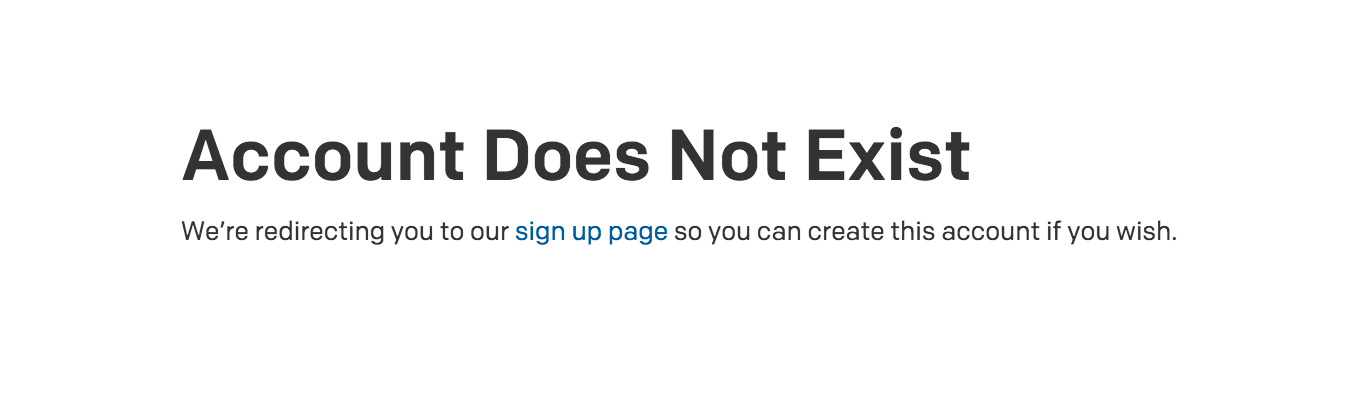 Account Does Not Exist
We’re redirecting you to our sign up page so you can create this account if you wish.